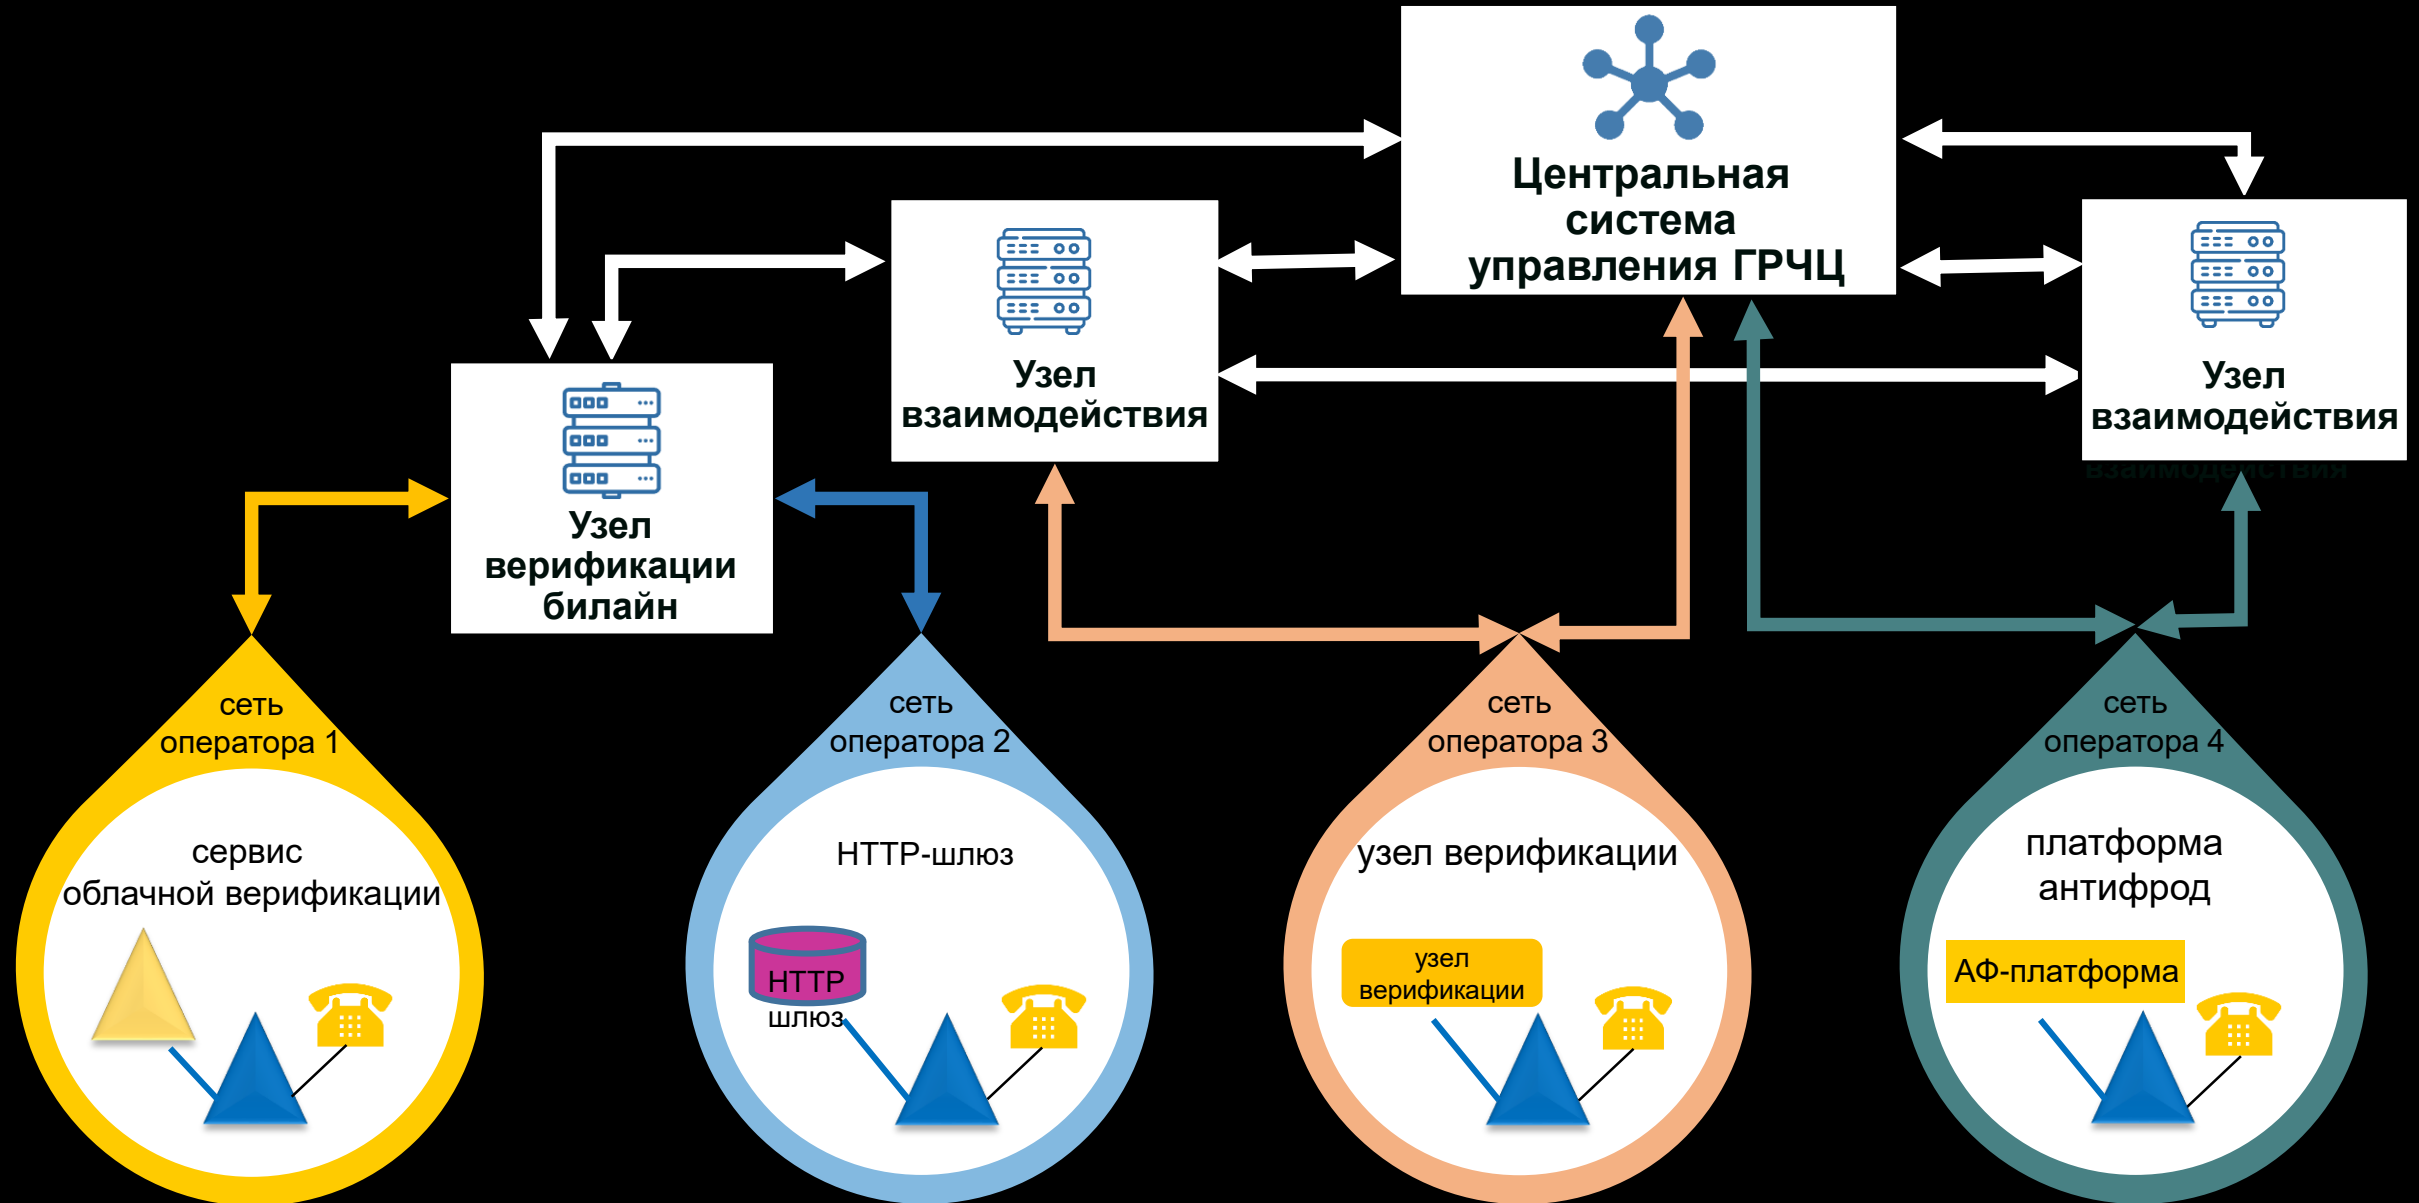 Центральная
система
управления ГРЧЦ
Узел
взаимодействия
Узел
взаимодействия
взаимодействия
Узел
верификации
билайн
сеть
оператора 1
сервис
облачной верификации
сеть
оператора 2
HTTP-шлюз
HTTP
шлюз
сеть
оператора 3
узел верификации
узел
верификации
сеть
оператора 4
платформа
антифрод
АФ-платформа